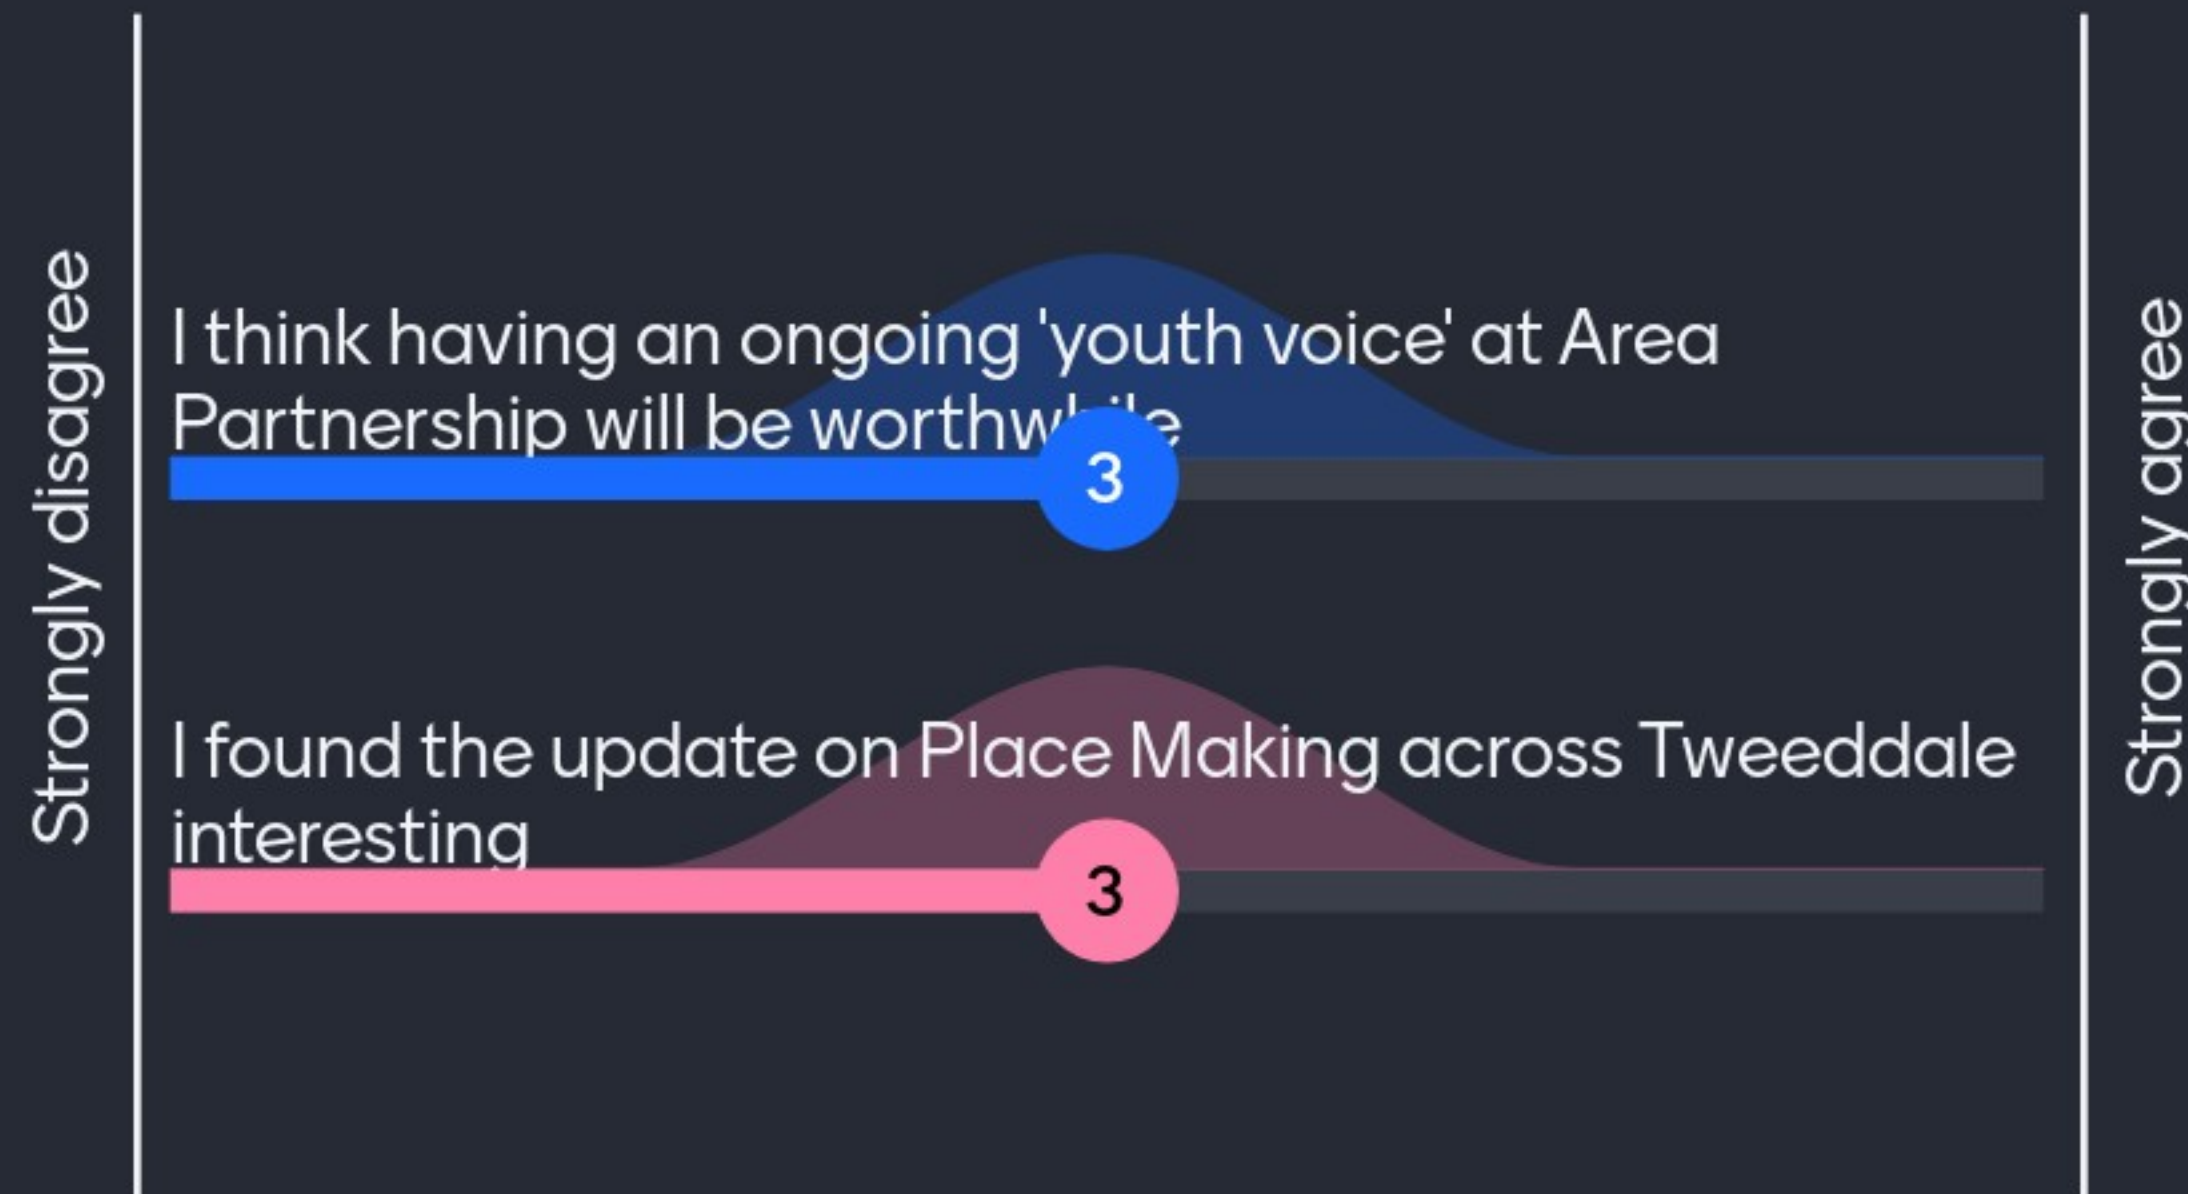 Strongly disagree
I think having an ongoing 'youth voice' at Area
Partnership will be worthwhile
3
I found the update on Place Making across Tweeddale
interesting
3
Strongly agree